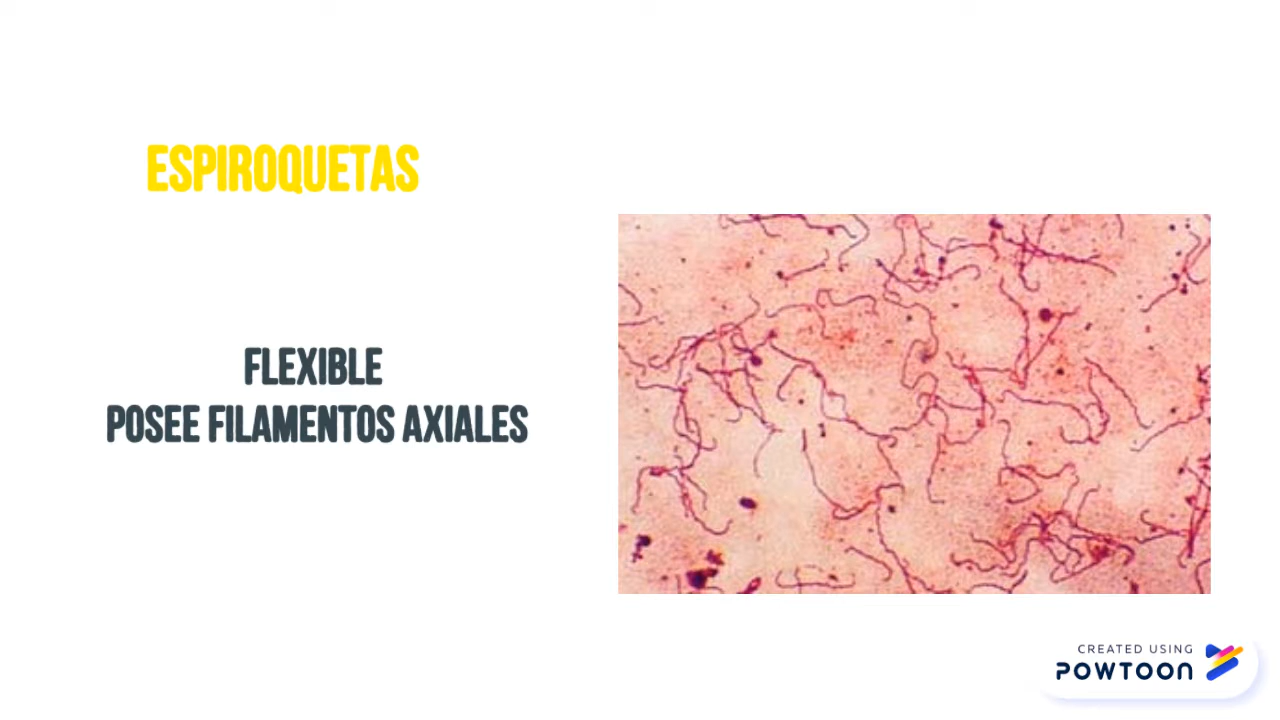 ESPIROQUETAS
FLEXIBLE
POSEE FILAMENTOS AXIALES
CREATED USING
POWTOON